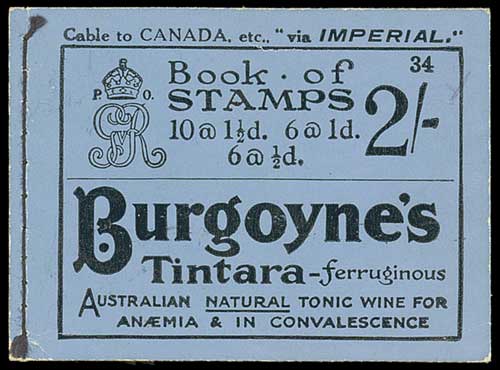 Cable to CANADA, etc., "via IMPERIAL."
34
Book · of
STAMPS
2/-
P. O.
GR
10 @ 1½d. 6 @ 1d.
6 @ ½d.
Burgoyne's
Tintara-ferruginous
AUSTRALIAN NATURAL TONIC WINE FOR
ANÆMIA & IN CONVALESCENCE